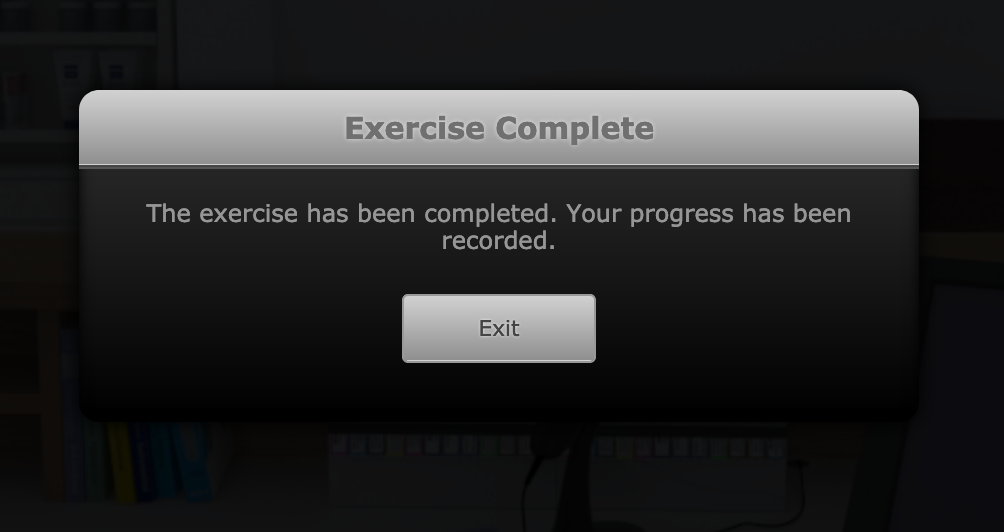 Exercise Complete
The exercise has been completed. Your progress has been
recorded.
Exit